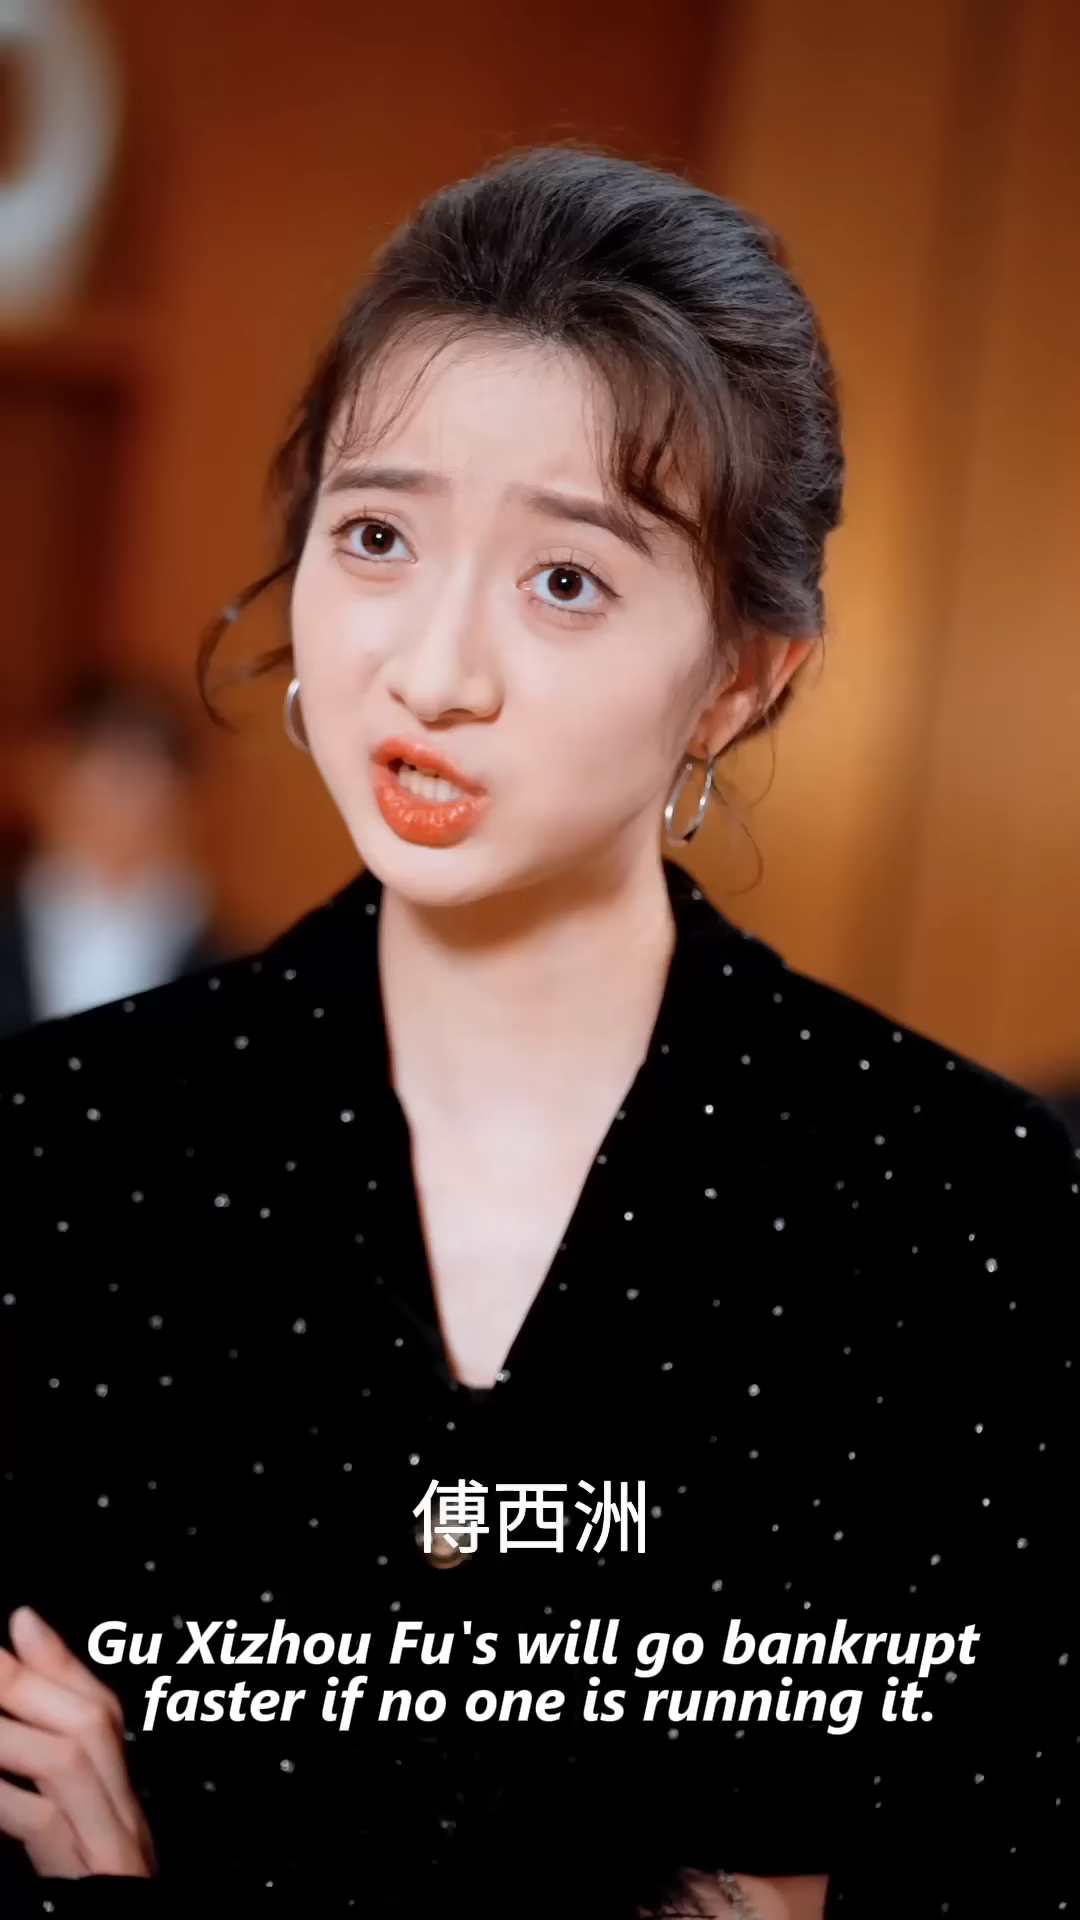 傅西洲
Gu Xizhou Fu's will go bankrupt
faster if no one is running it.